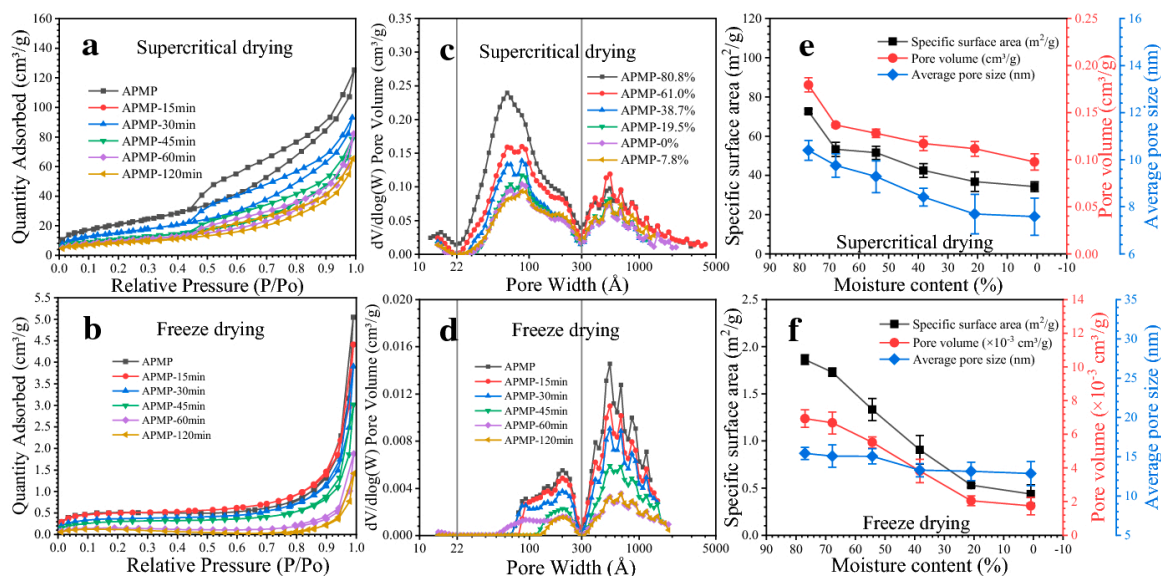 a
Supercritical drying
APMP
APMP-15min
APMP-30min
APMP-45min
APMP-60min
APMP-120min
Quantity Adsorbed (cm³/g)
160
140
120
100
80
60
40
20
0
0.0 0.1 0.2 0.3 0.4 0.5 0.6 0.7 0.8 0.9 1.0
Relative Pressure (P/Po)
c
Supercritical drying
APMP-80.8%
APMP-61.0%
APMP-38.7%
APMP-19.5%
APMP-0%
APMP-7.8%
dV/dlog(W) Pore Volume (cm³/g)
0.35
0.30
0.25
0.20
0.15
0.10
0.05
0.00
10 22 100 300 1000 5000
Pore Width (Å)
e
Specific surface area (m²/g)
Pore volume (cm³/g)
Average pore size (nm)
Supercritical drying
Specific surface area (m²/g)
120
100
80
60
40
20
0
90 80 70 60 50 40 30 20 10 0 -10
Moisture content (%)
Pore volume (cm³/g)
0.20
0.15
0.10
0.05
0.00
Average pore size (nm)
16
14
12
10
8
6
b
Freeze drying
APMP
APMP-15min
APMP-30min
APMP-45min
APMP-60min
APMP-120min
Quantity Adsorbed (cm³/g)
5.5
5.0
4.5
4.0
3.5
3.0
2.5
2.0
1.5
1.0
0.5
0.0
0.0 0.1 0.2 0.3 0.4 0.5 0.6 0.7 0.8 0.9 1.0
Relative Pressure (P/Po)
d
Freeze drying
APMP
APMP-15min
APMP-30min
APMP-45min
APMP-60min
APMP-120min
dV/dlog(W) Pore Volume (cm³/g)
0.020
0.016
0.012
0.008
0.004
0.000
10 22 100 300 1000 5000
Pore Width (Å)
f
Specific surface area (m²/g)
Pore volume (×10⁻³ cm³/g)
Average pore size (nm)
Freeze drying
Specific surface area (m²/g)
2.5
2.0
1.5
1.0
0.5
0.0
90 80 70 60 50 40 30 20 10 0 -10
Moisture content (%)
Pore volume (×10⁻³ cm³/g)
14
12
10
8
6
4
2
0
Average pore size (nm)
35
30
25
20
15
10
5